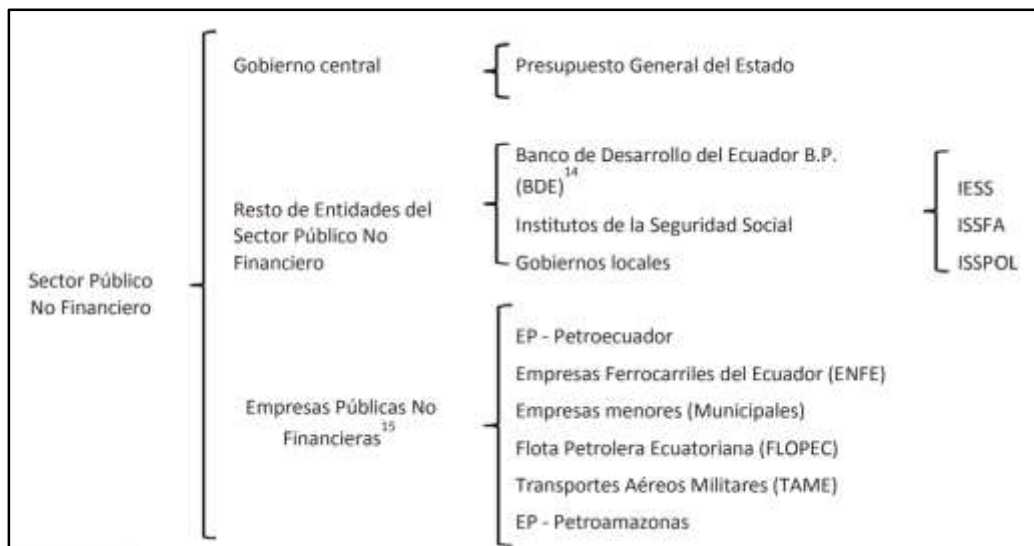 Sector Público
No Financiero
Gobierno central
Presupuesto General del Estado
Resto de Entidades del
Sector Público No
Financiero
Banco de Desarrollo del Ecuador B.P.
(BDE)14
Institutos de la Seguridad Social
Gobiernos locales
IESS
ISSFA
ISSPOL
Empresas Públicas No
Financieras15
EP - Petroecuador
Empresas Ferrocarriles del Ecuador (ENFE)
Empresas menores (Municipales)
Flota Petrolera Ecuatoriana (FLOPEC)
Transportes Aéreos Militares (TAME)
EP - Petroamazonas